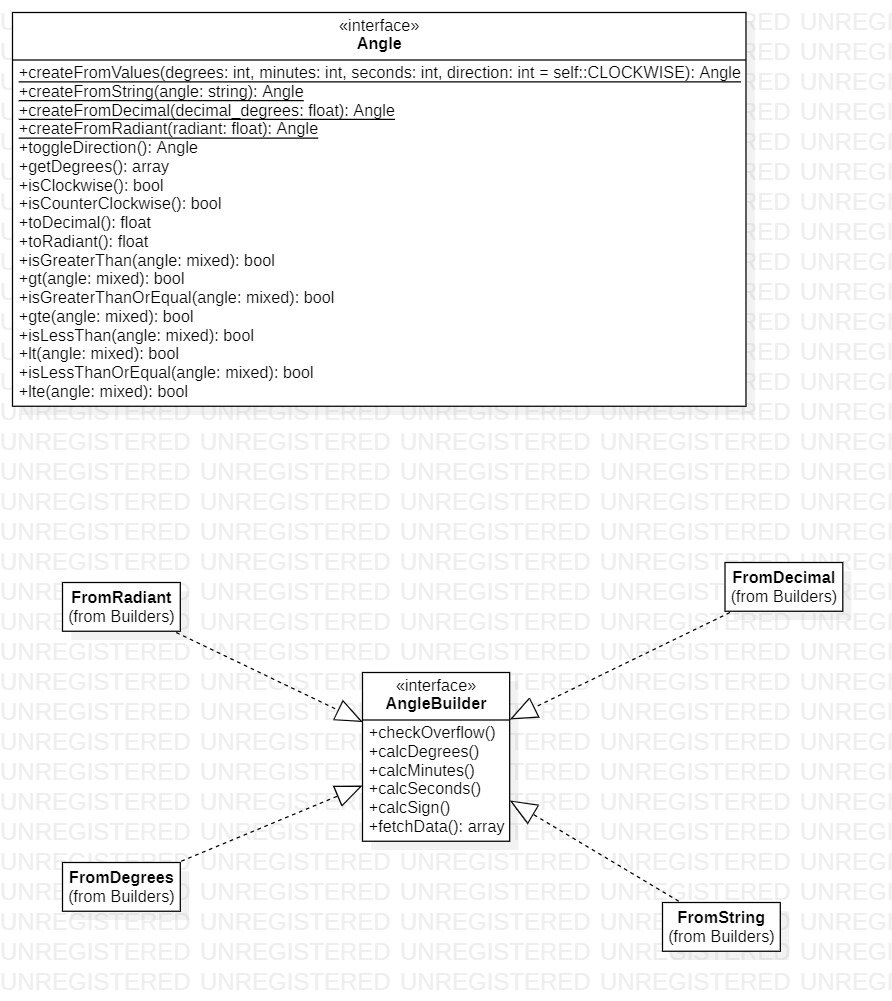 «interface»
Angle
+createFromValues(degrees: int, minutes: int, seconds: int, direction: int = self::CLOCKWISE): Angle
+createFromString(angle: string): Angle
+createFromDecimal(decimal_degrees: float): Angle
+createFromRadiant(radiant: float): Angle
+toggleDirection(): Angle
+getDegrees(): array
+isClockwise(): bool
+isCounterClockwise(): bool
+toDecimal(): float
+toRadiant(): float
+isGreaterThan(angle: mixed): bool
+gt(angle: mixed): bool
+isGreaterThanOrEqual(angle: mixed): bool
+gte(angle: mixed): bool
+isLessThan(angle: mixed): bool
+lt(angle: mixed): bool
+isLessThanOrEqual(angle: mixed): bool
+lte(angle: mixed): bool
UNREGISTERED UNREGISTERED UNREGISTERED UNREGISTERED
FromDecimal
(from Builders)
FromRadiant
(from Builders)
«interface»
AngleBuilder
+checkOverflow()
+calcDegrees()
+calcMinutes()
+calcSeconds()
+calcSign()
+fetchData(): array
FromDegrees
(from Builders)
FromString
(from Builders)